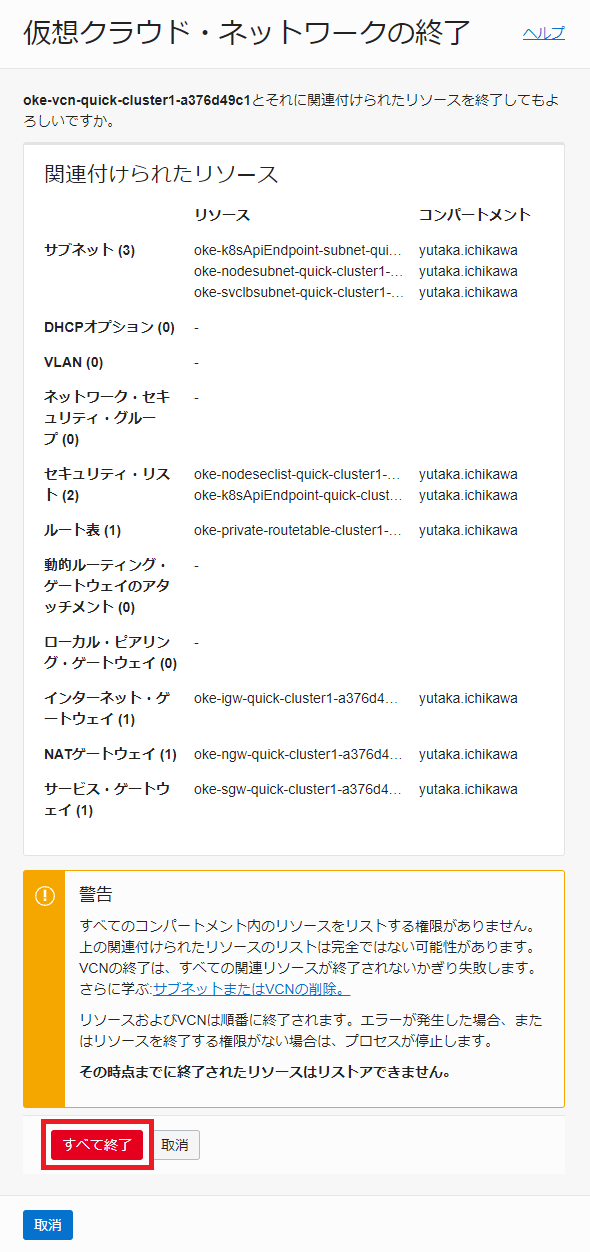 仮想クラウド・ネットワークの終了
ヘルプ
oke-vcn-quick-cluster1-a376d49c1とそれに関連付けられたリソースを終了してもよ
ろしいですか。
関連付けられたリソース
リソース コンパートメント
サブネット (3) oke-k8sApiEndpoint-subnet-qui... yutaka.ichikawa
oke-nodesubnet-quick-cluster1-... yutaka.ichikawa
oke-svclbsubnet-quick-cluster1-... yutaka.ichikawa
DHCPオプション (0) -
VLAN (0) -
ネットワーク・セキ -
ュリティ・グルー
プ (0)
セキュリティ・リス oke-nodeseclist-quick-cluster1-... yutaka.ichikawa
ト (2) oke-k8sApiEndpoint-quick-clust... yutaka.ichikawa
ルート表 (1) oke-private-routetable-cluster1-... yutaka.ichikawa
動的ルーティング・ -
ゲートウェイのアタ
ッチメント (0)
ローカル・ピアリン -
グ・ゲートウェイ (0)
インターネット・ゲ oke-igw-quick-cluster1-a376d4... yutaka.ichikawa
ートウェイ (1)
NATゲートウェイ (1) oke-ngw-quick-cluster1-a376d4... yutaka.ichikawa
サービス・ゲートウ oke-sgw-quick-cluster1-a376d4... yutaka.ichikawa
ェイ (1)
警告
すべてのコンパートメント内のリソースをリストする権限がありません。
上の関連付けられたリソースのリストは完全ではない可能性があります。
VCNの終了は、すべての関連リソースが終了されないかぎり失敗します。
さらに学ぶ:サブネットまたはVCNの削除。
リソースおよびVCNは順番に終了されます。エラーが発生した場合、また
はリソースを終了する権限がない場合は、プロセスが停止します。
その時点までに終了されたリソースはリストアできません。
すべて終了 取消
取消